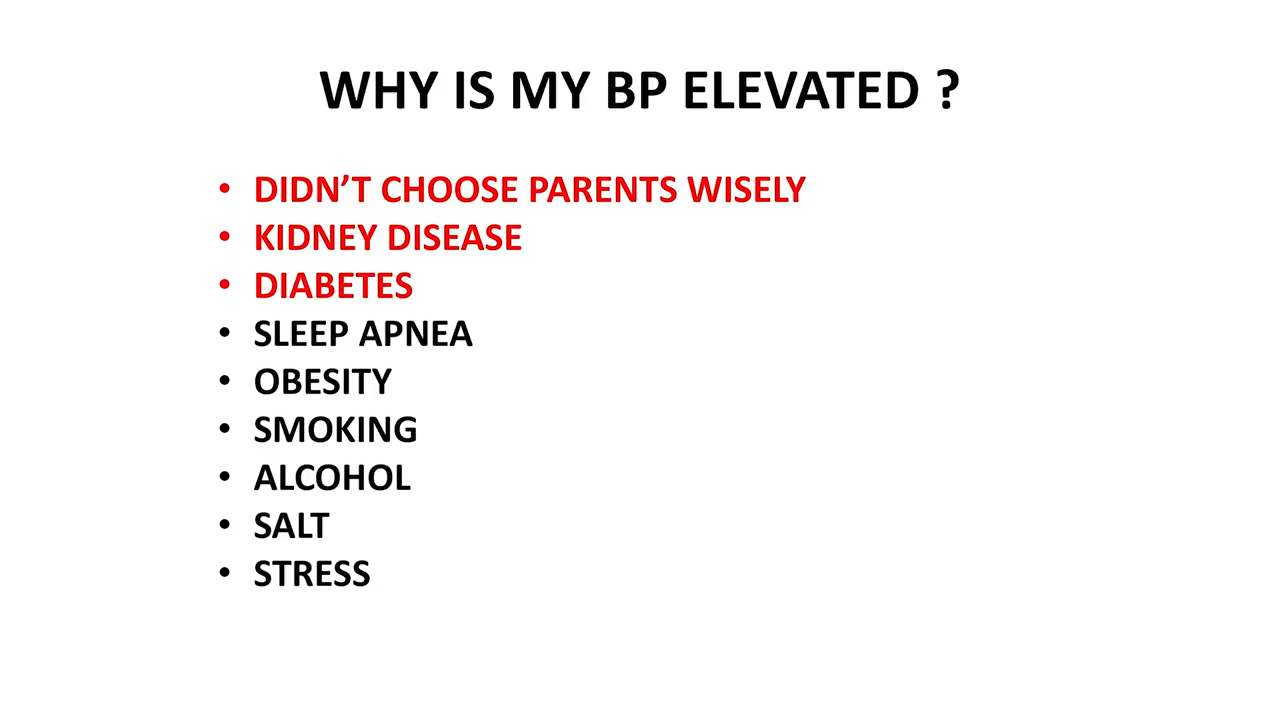 WHY IS MY BP ELEVATED ?
• DIDN’T CHOOSE PARENTS WISELY
• KIDNEY DISEASE
• DIABETES
• SLEEP APNEA
• OBESITY
• SMOKING
• ALCOHOL
• SALT
• STRESS